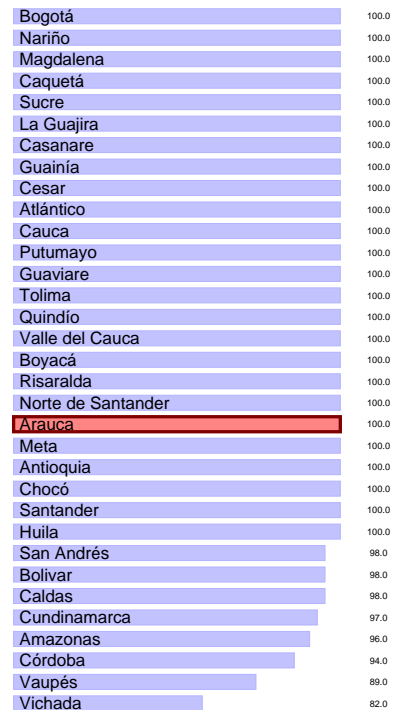 Bogotá 100.0
Nariño 100.0
Magdalena 100.0
Caquetá 100.0
Sucre 100.0
La Guajira 100.0
Casanare 100.0
Guainía 100.0
Cesar 100.0
Atlántico 100.0
Cauca 100.0
Putumayo 100.0
Guaviare 100.0
Tolima 100.0
Quindío 100.0
Valle del Cauca 100.0
Boyacá 100.0
Risaralda 100.0
Norte de Santander 100.0
Arauca 100.0
Meta 100.0
Antioquia 100.0
Chocó 100.0
Santander 100.0
Huila 100.0
San Andrés 98.0
Bolivar 98.0
Caldas 98.0
Cundinamarca 97.0
Amazonas 96.0
Córdoba 94.0
Vaupés 89.0
Vichada 82.0